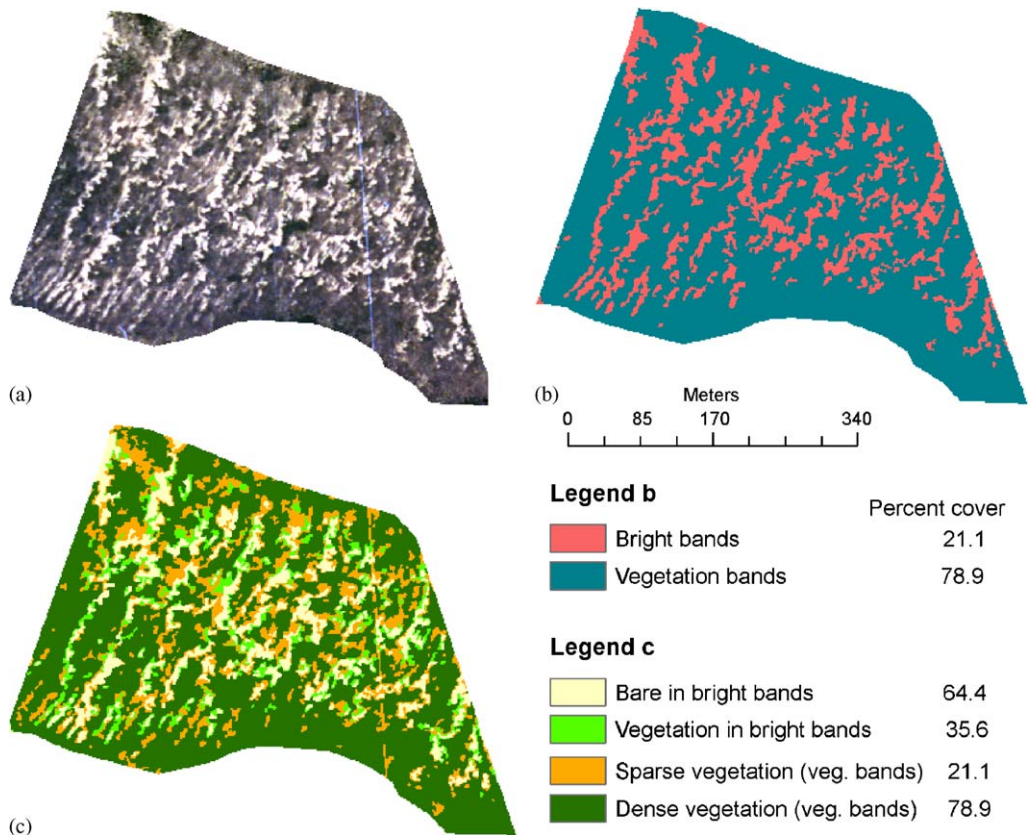 (a)
(b)
Meters
0 85 170 340
Legend b
Percent cover
Bright bands 21.1
Vegetation bands 78.9
Legend c
Bare in bright bands 64.4
Vegetation in bright bands 35.6
Sparse vegetation (veg. bands) 21.1
Dense vegetation (veg. bands) 78.9
(c)